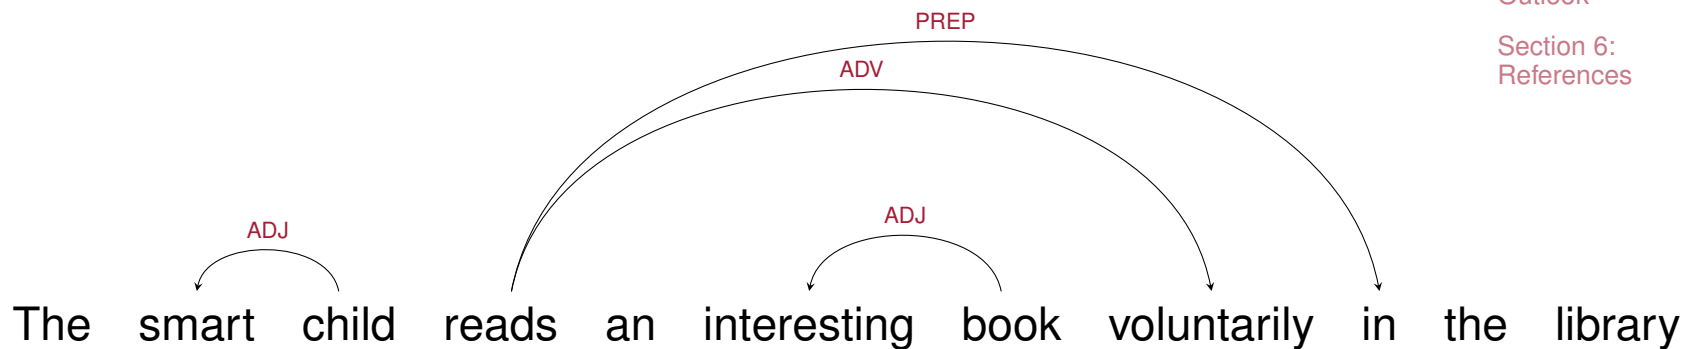 PREP
Section 6:
References
ADV
ADJ
ADJ
The smart child reads an interesting book voluntarily in the library